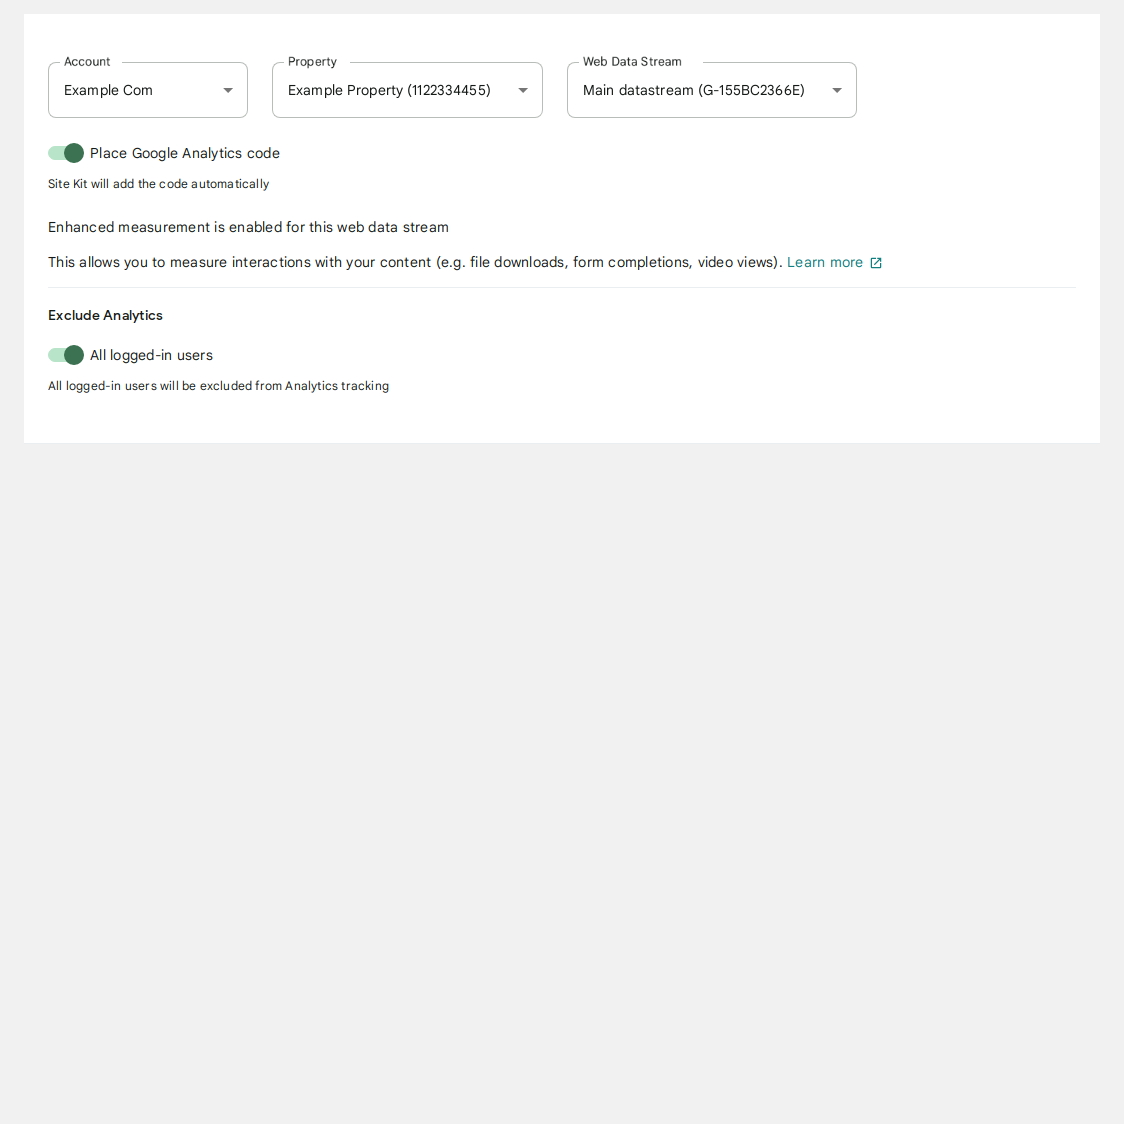 Account
Example Com
Property
Example Property (1122334455)
Web Data Stream
Main datastream (G-155BC2366E)
Place Google Analytics code
Site Kit will add the code automatically
Enhanced measurement is enabled for this web data stream
This allows you to measure interactions with your content (e.g. file downloads, form completions, video views). Learn more
Exclude Analytics
All logged-in users
All logged-in users will be excluded from Analytics tracking